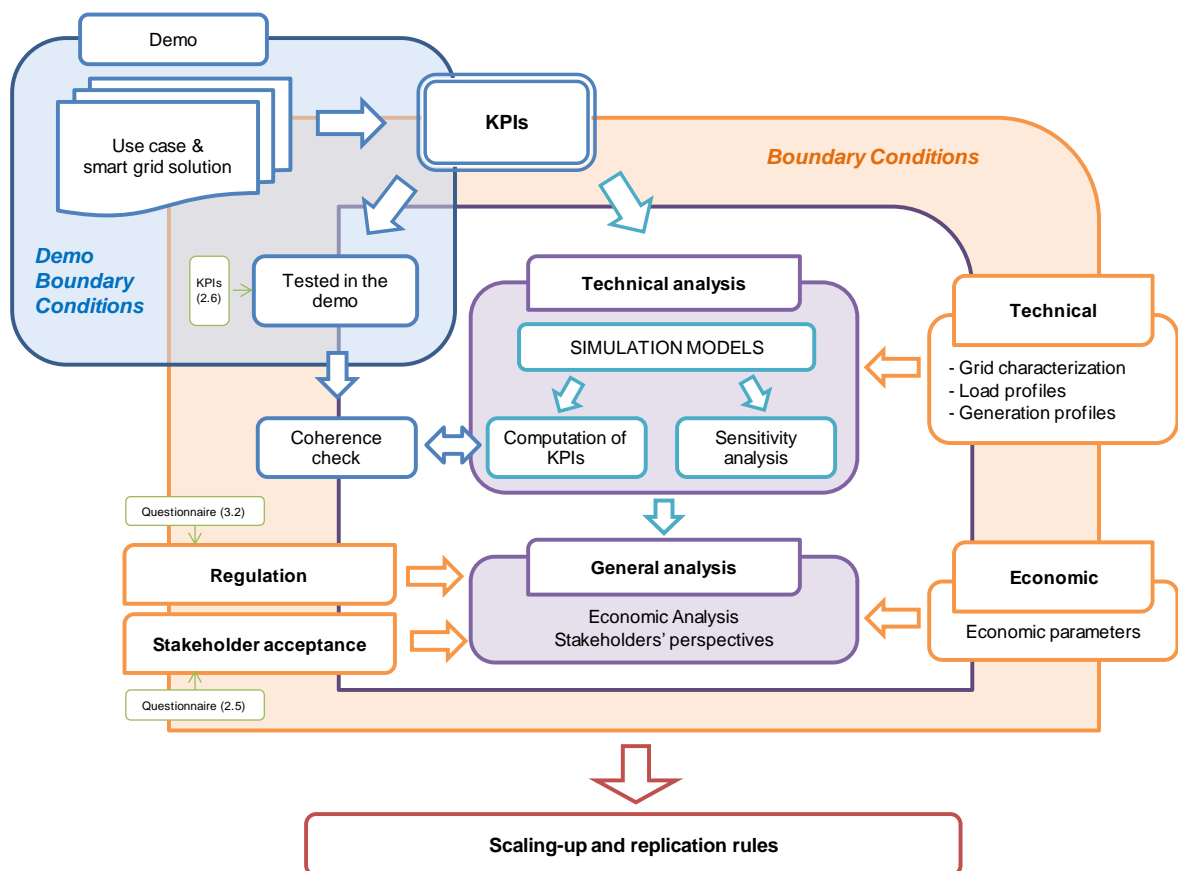 Demo
Use case &
smart grid solution
KPIs
Boundary Conditions
Demo
Boundary
Conditions
KPIs
(2.6)
Tested in the
demo
Technical analysis
SIMULATION MODELS
Computation of
KPIs
Sensitivity
analysis
Technical
- Grid characterization
- Load profiles
- Generation profiles
Coherence
check
Questionnaire (3.2)
Regulation
Stakeholder acceptance
Questionnaire (2.5)
General analysis
Economic Analysis
Stakeholders’ perspectives
Economic
Economic parameters
Scaling-up and replication rules